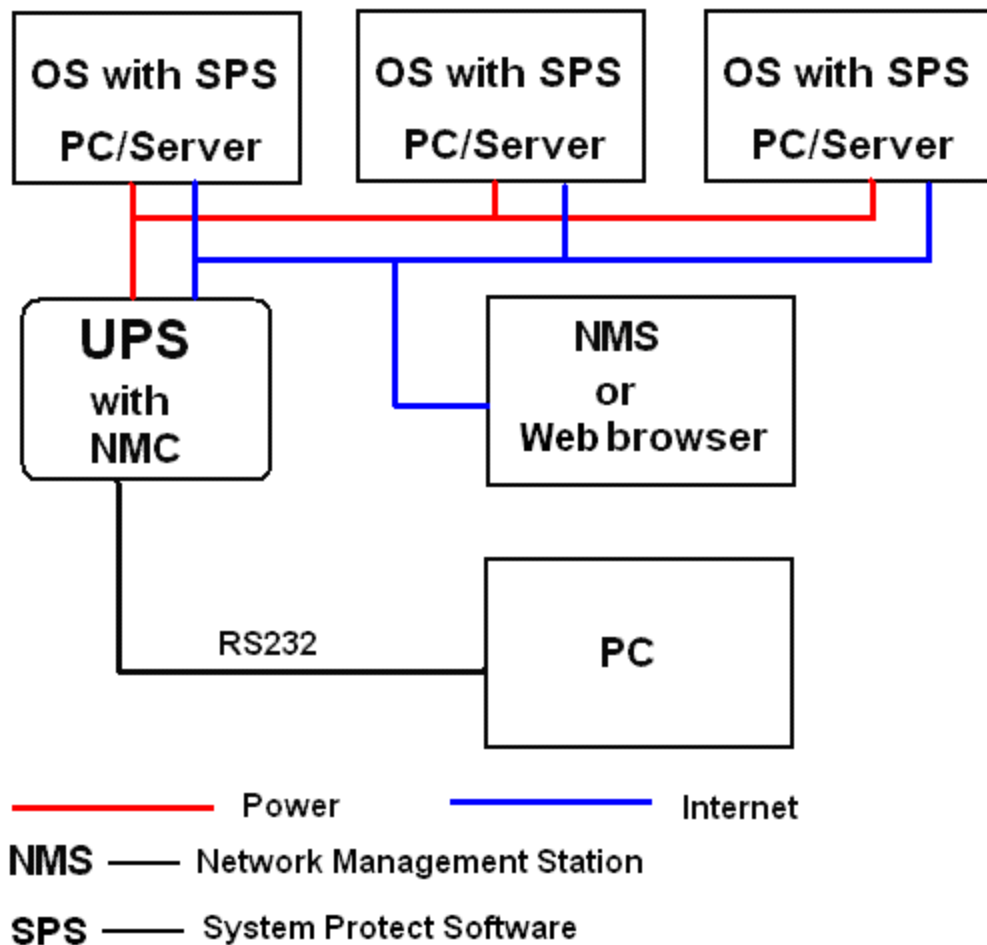 OS with SPS
PC/Server
OS with SPS
PC/Server
OS with SPS
PC/Server
UPS
with
NMC
NMS
or
Web browser
RS232
PC
Power
Internet
NMS Network Management Station
SPS System Protect Software